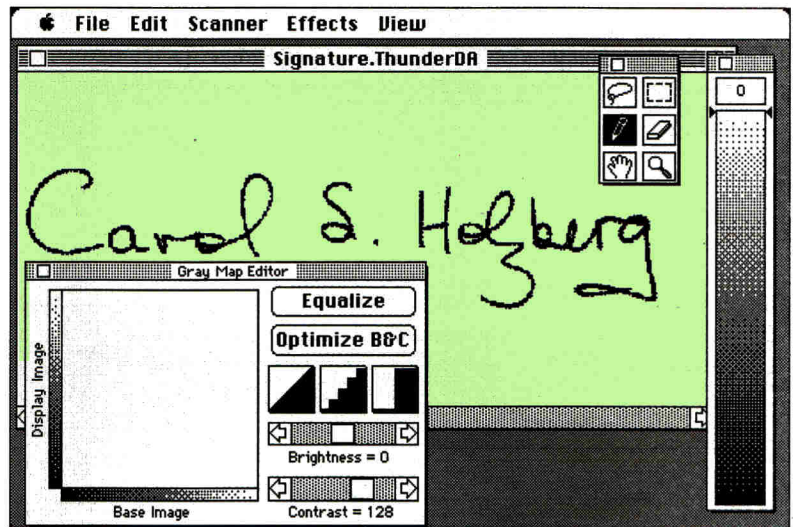 File Edit Scanner Effects View
Signature.ThunderDA
0
Carol S. Holzberg
Gray Map Editor
Equalize
Optimize B&C
Display Image
Brightness = 0
Base Image
Contrast = 128